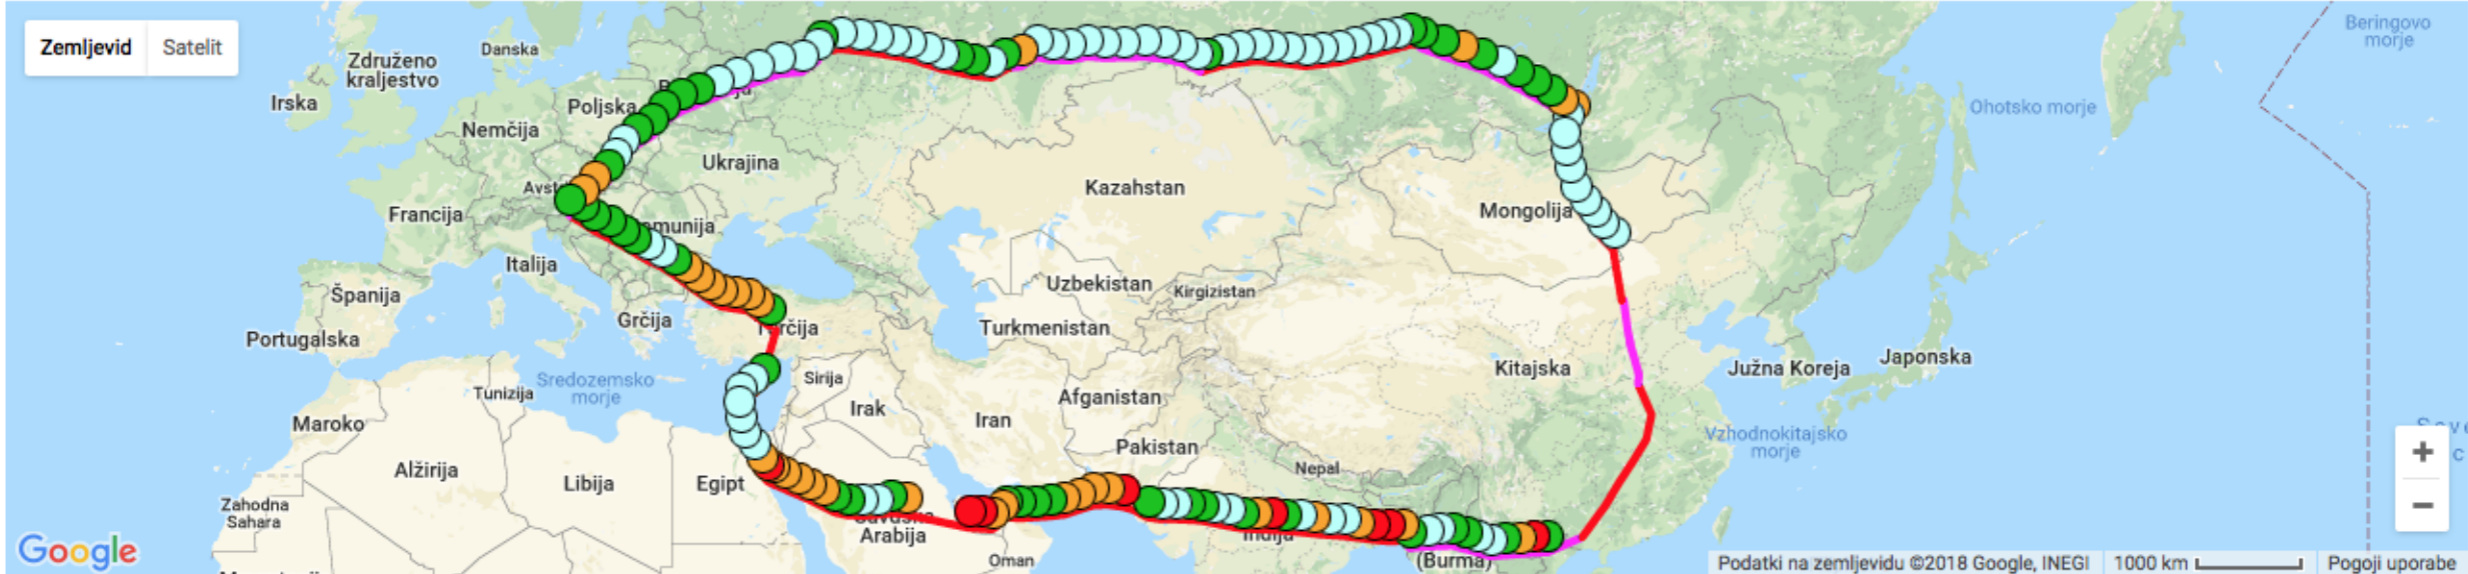 Zemljevid
Satelit
Beringovo
morje
Danska
Združeno
kraljestvo
Irska
Poljska
Ohotsko morje
Nemčija
Ukrajina
Kazahstan
Francija
Mongolija
Italija
Uzbekistan
Kirgizistan
Španija
Grčija
Turkmenistan
Portugalska
Japonska
Kitajska
Južna Koreja
Sirija
Sredozemsko
morje
Tunizija
Afganistan
Irak
Iran
Maroko
Vzhodnokitajsko
morje
Pakistan
Alžirija
Nepal
Libija
Egipt
Zahodna
Sahara
Arabija
Oman
(Burma)
Google
Podatki na zemljevidu ©2018 Google, INEGI
1000 km
Pogoji uporabe